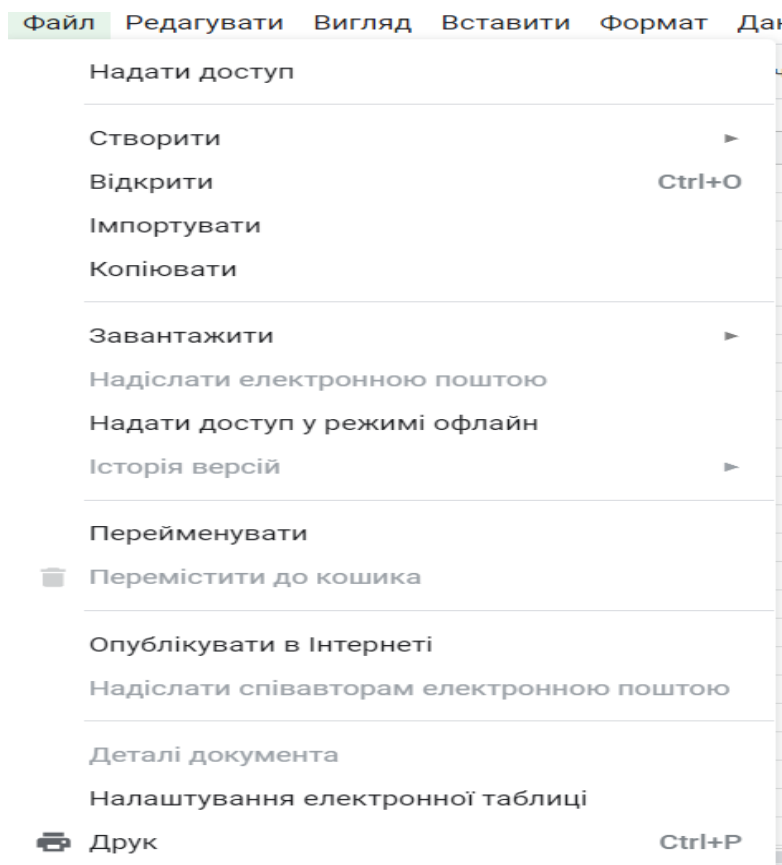 Файл Редагувати Вигляд Вставити Формат
Надати доступ
Створити
Відкрити Ctrl+O
Імпортувати
Копіювати
Завантажити
Надіслати електронною поштою
Надати доступ у режимі офлайн
Історія версій
Перейменувати
Перемістити до кошика
Опублікувати в Інтернеті
Надіслати співавторам електронною поштою
Деталі документа
Налаштування електронної таблиці
Друк Ctrl+P